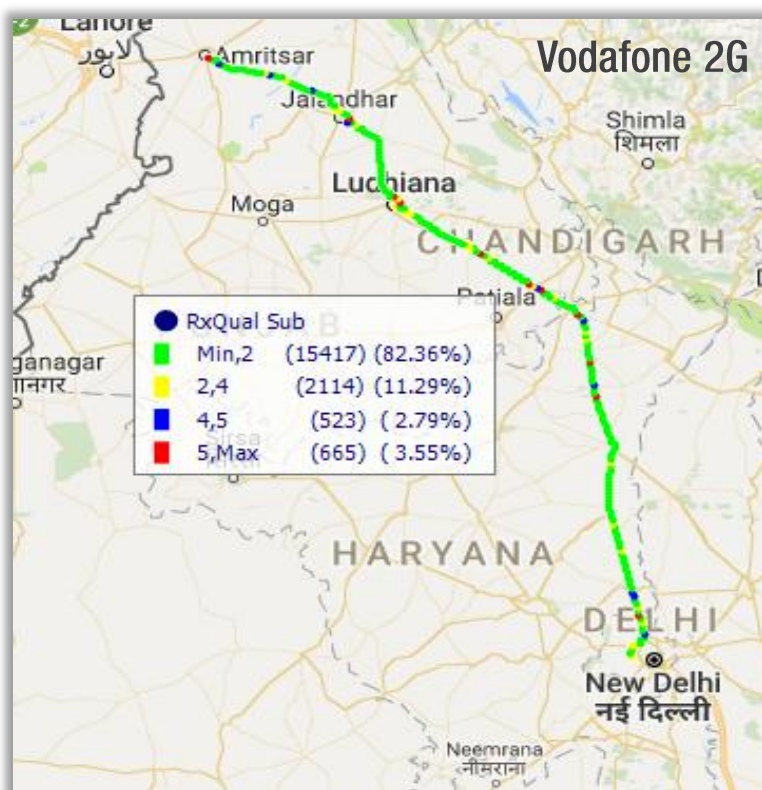 Lahore
لاہور
Amritsar
Vodafone 2G
Jalandhar
Shimla
शिमला
Ludhiana
Moga
CHANDIGARH
Patiala
RxQual Sub
Min,2 (15417) (82.36%)
2,4 (2114) (11.29%)
4,5 (523) ( 2.79%)
5,Max (665) ( 3.55%)
ganagar
गानगर
Sirsa
HARYANA
DELHI
New Delhi
नई दिल्ली
Neemrana
नीमराना